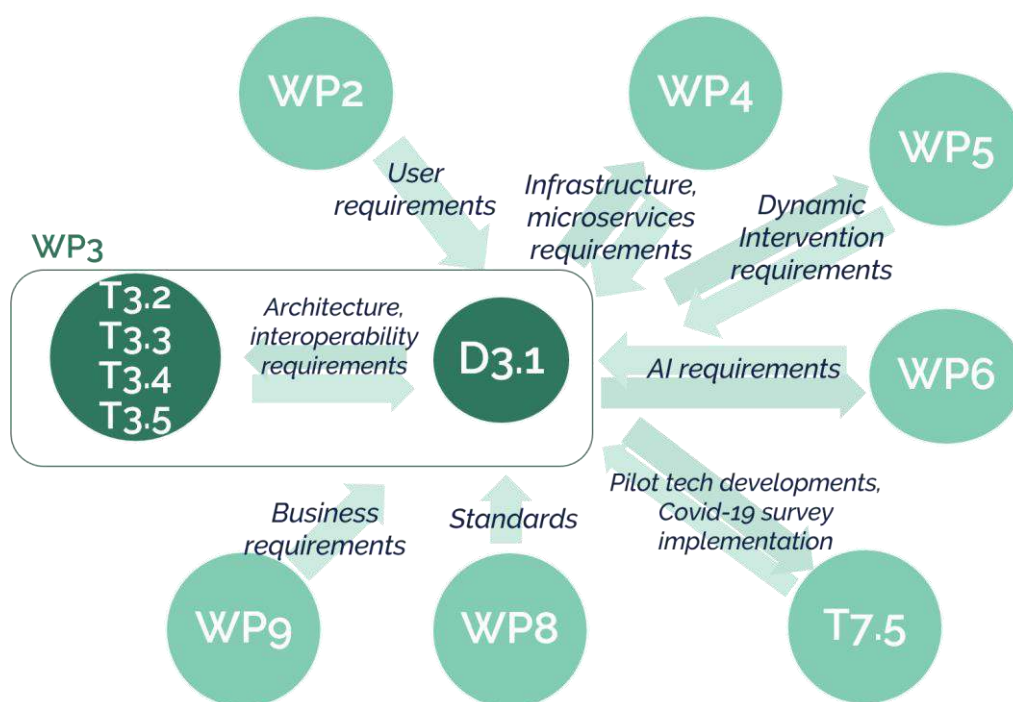 WP2
WP4
WP5
User
requirements
Infrastructure,
microservices
requirements
Dynamic
Intervention
requirements
WP3
T3.2
T3.3
T3.4
T3.5
Architecture,
interoperability
requirements
D3.1
AI requirements
WP6
Business
requirements
Standards
Pilot tech developments,
Covid-19 survey
implementation
WP9
WP8
T7.5